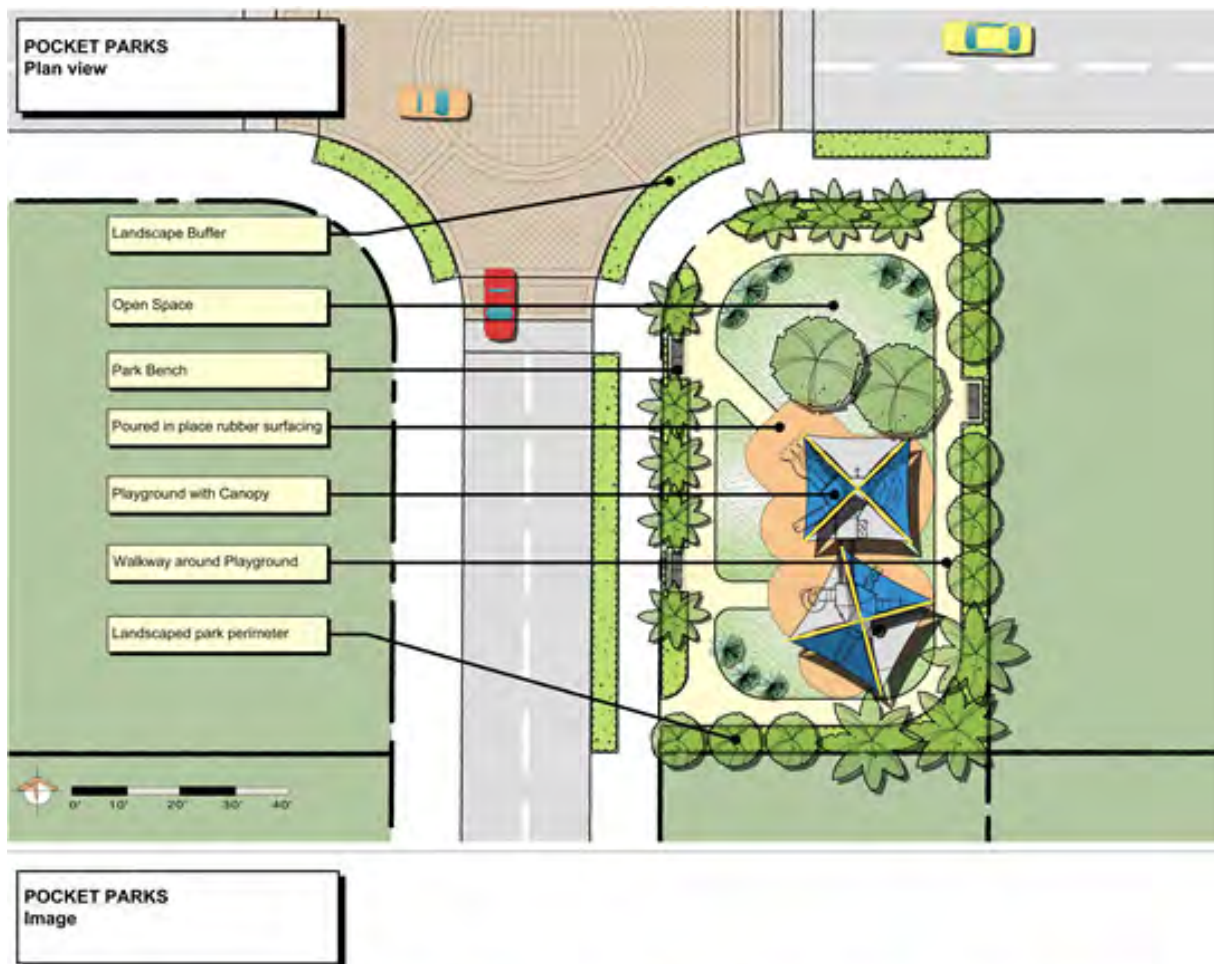 POCKET PARKS
Plan view
Landscape Buffer
Open Space
Park Bench
Poured in place rubber surfacing
Playground with Canopy
Walkway around Playground
Landscaped park perimeter
0' 10' 20' 30' 40'
POCKET PARKS
Image